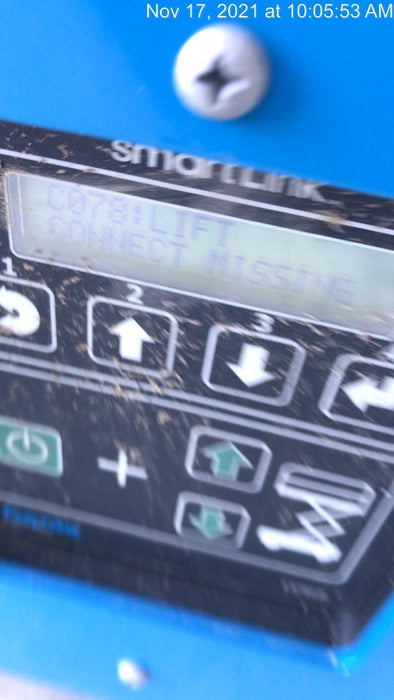 Nov 17, 2021 at 10:05:53 AM
smartLink
C078:LIFT
CONNECT MISSING
1
2
3